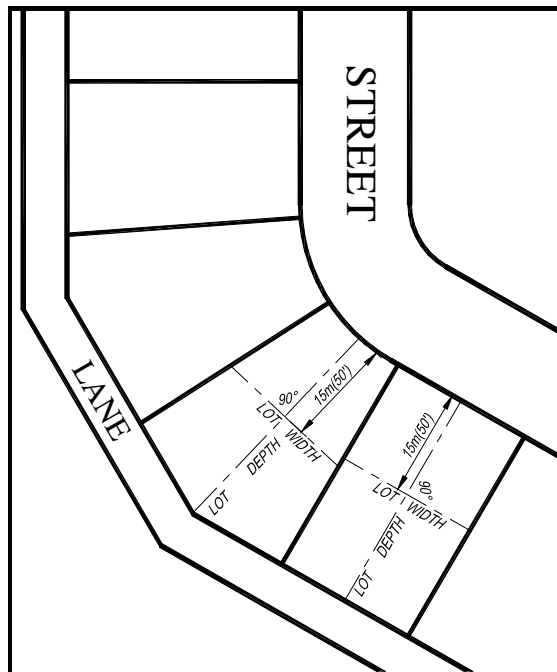 STREET
LANE
90°
15m(50')
LOT WIDTH
LOT DEPTH
15m(50')
90°
LOT WIDTH
LOT DEPTH